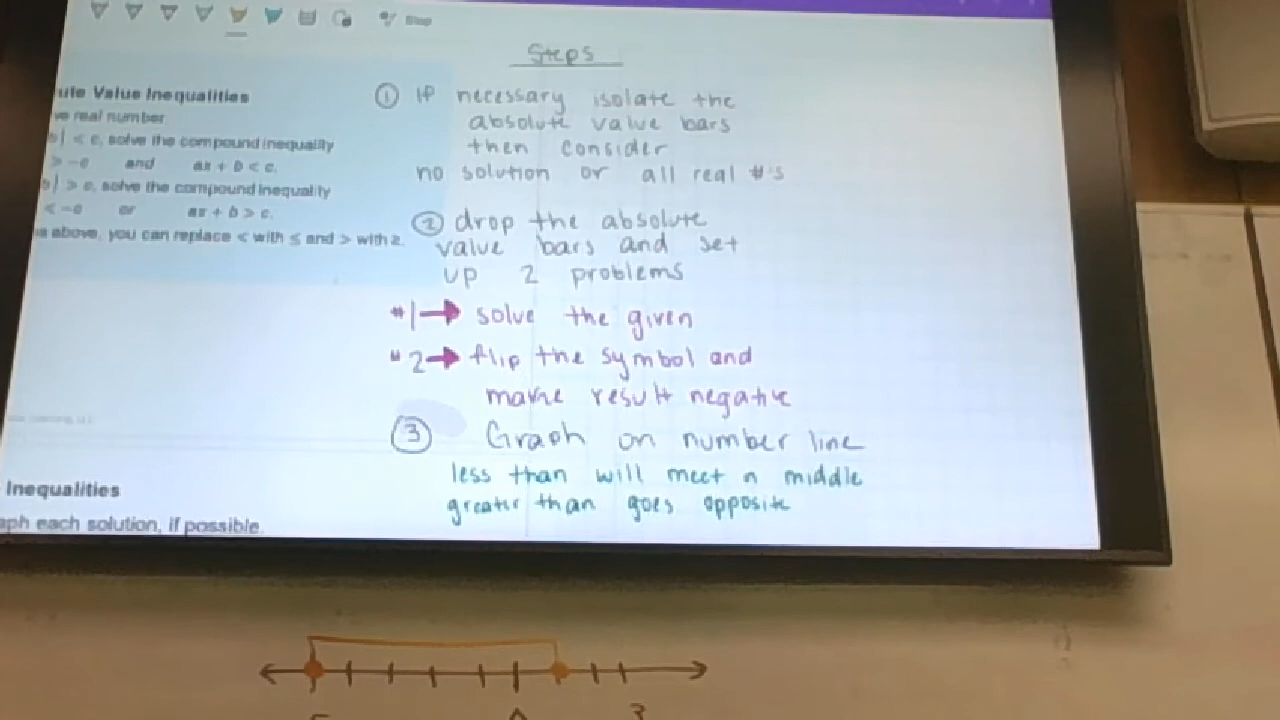 Steps
ute Value Inequalities
ve real number
b| < c, solve the compound inequality
> -c and ax + b < c.
b| > c, solve the compound inequality
< -c or ax + b > c.
s above, you can replace < with ≤ and > with ≥.
① if necessary isolate the
absolute value bars
then consider
no solution or all real #'s
② drop the absolute
value bars and set
up 2 problems
#1→ solve the given
#2→ flip the symbol and
make result negative
③ Graph on number line
less than will meet n middle
greater than goes opposite
Inequalities
aph each solution, if possible.
3